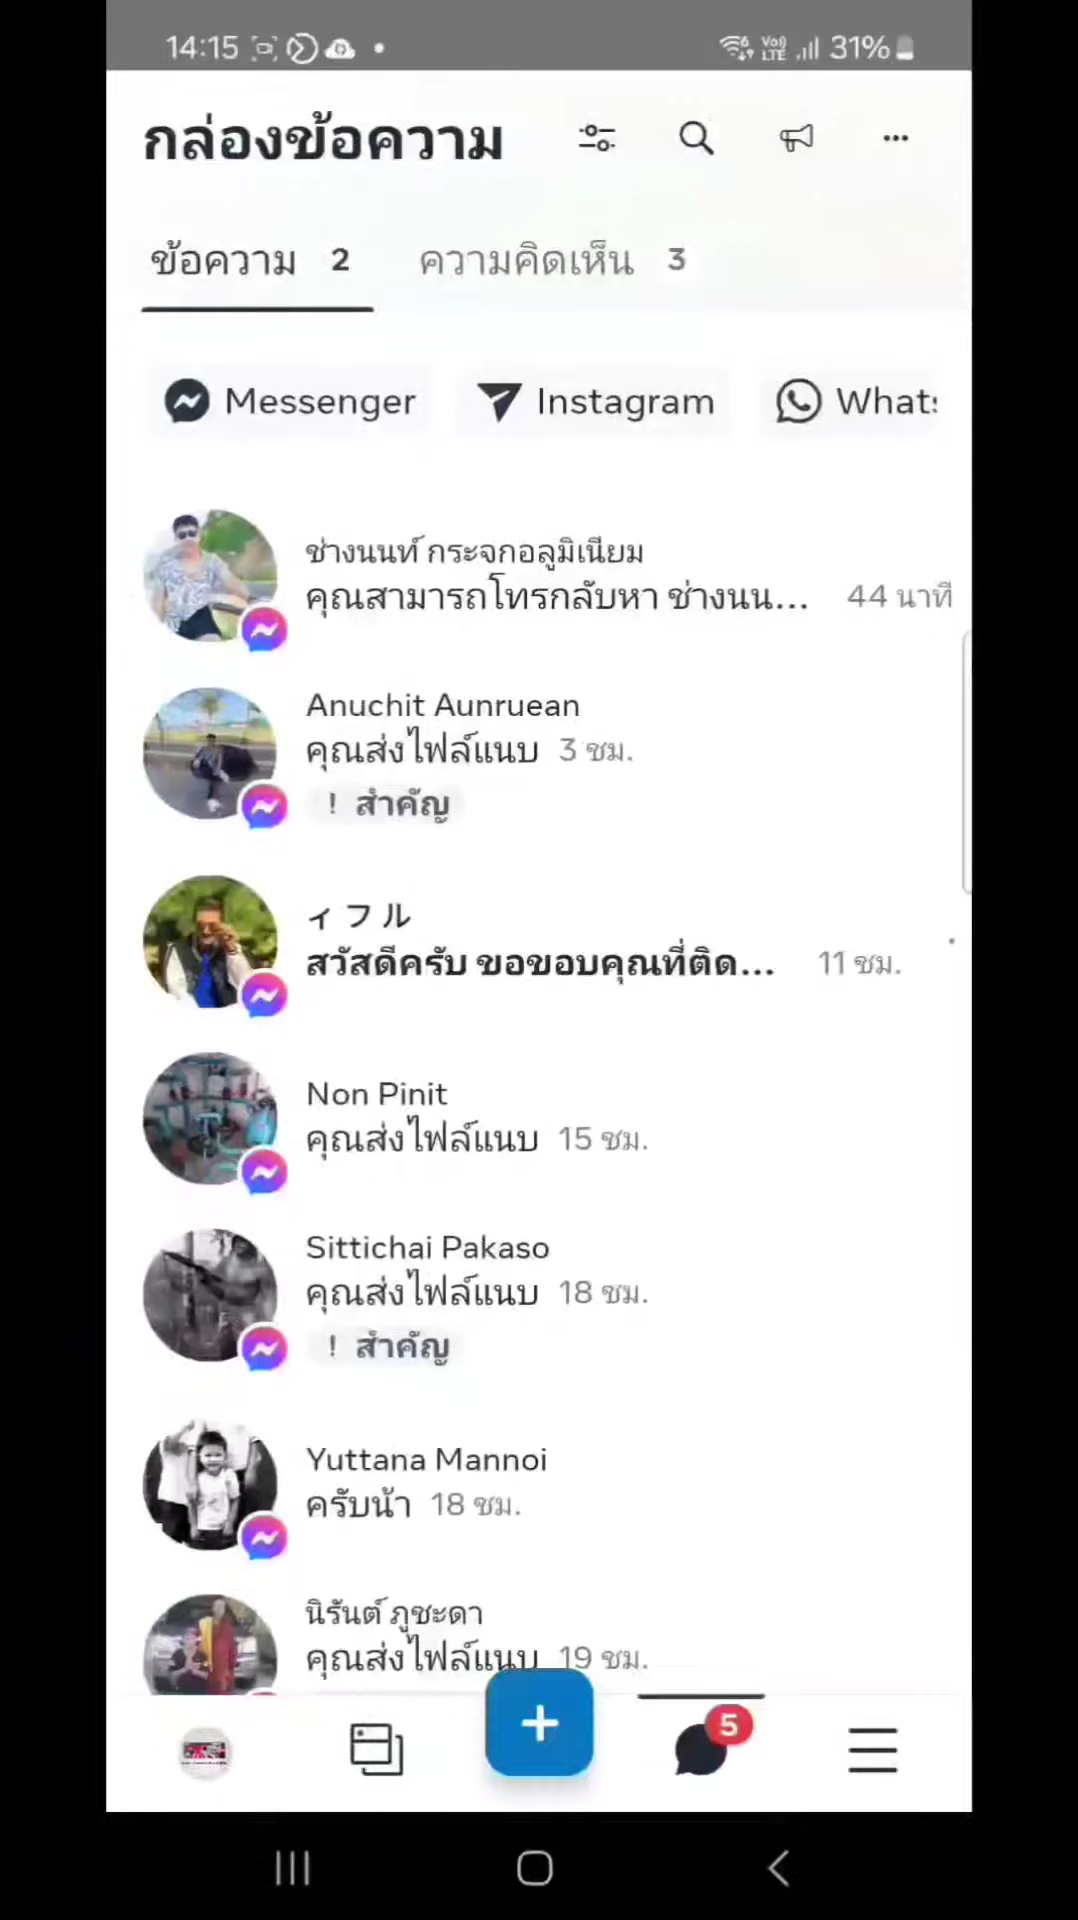 14:15 Vo)) LTE 31%
กล่องข้อความ
ข้อความ 2 ความคิดเห็น 3
Messenger Instagram Whats
ช่างนนท์ กระจกอลูมิเนียม
คุณสามารถโทรกลับหา ช่างนน... 44 นาที
Anuchit Aunruean
คุณส่งไฟล์แนบ 3 ชม.
! สำคัญ
ィフル
สวัสดีครับ ขอขอบคุณที่ติด... 11 ชม.
Non Pinit
คุณส่งไฟล์แนบ 15 ชม.
Sittichai Pakaso
คุณส่งไฟล์แนบ 18 ชม.
! สำคัญ
Yuttana Mannoi
ครับน้า 18 ชม.
นิรันต์ ภูชะดา
คุณส่งไฟล์แนบ 19 ชม.
5